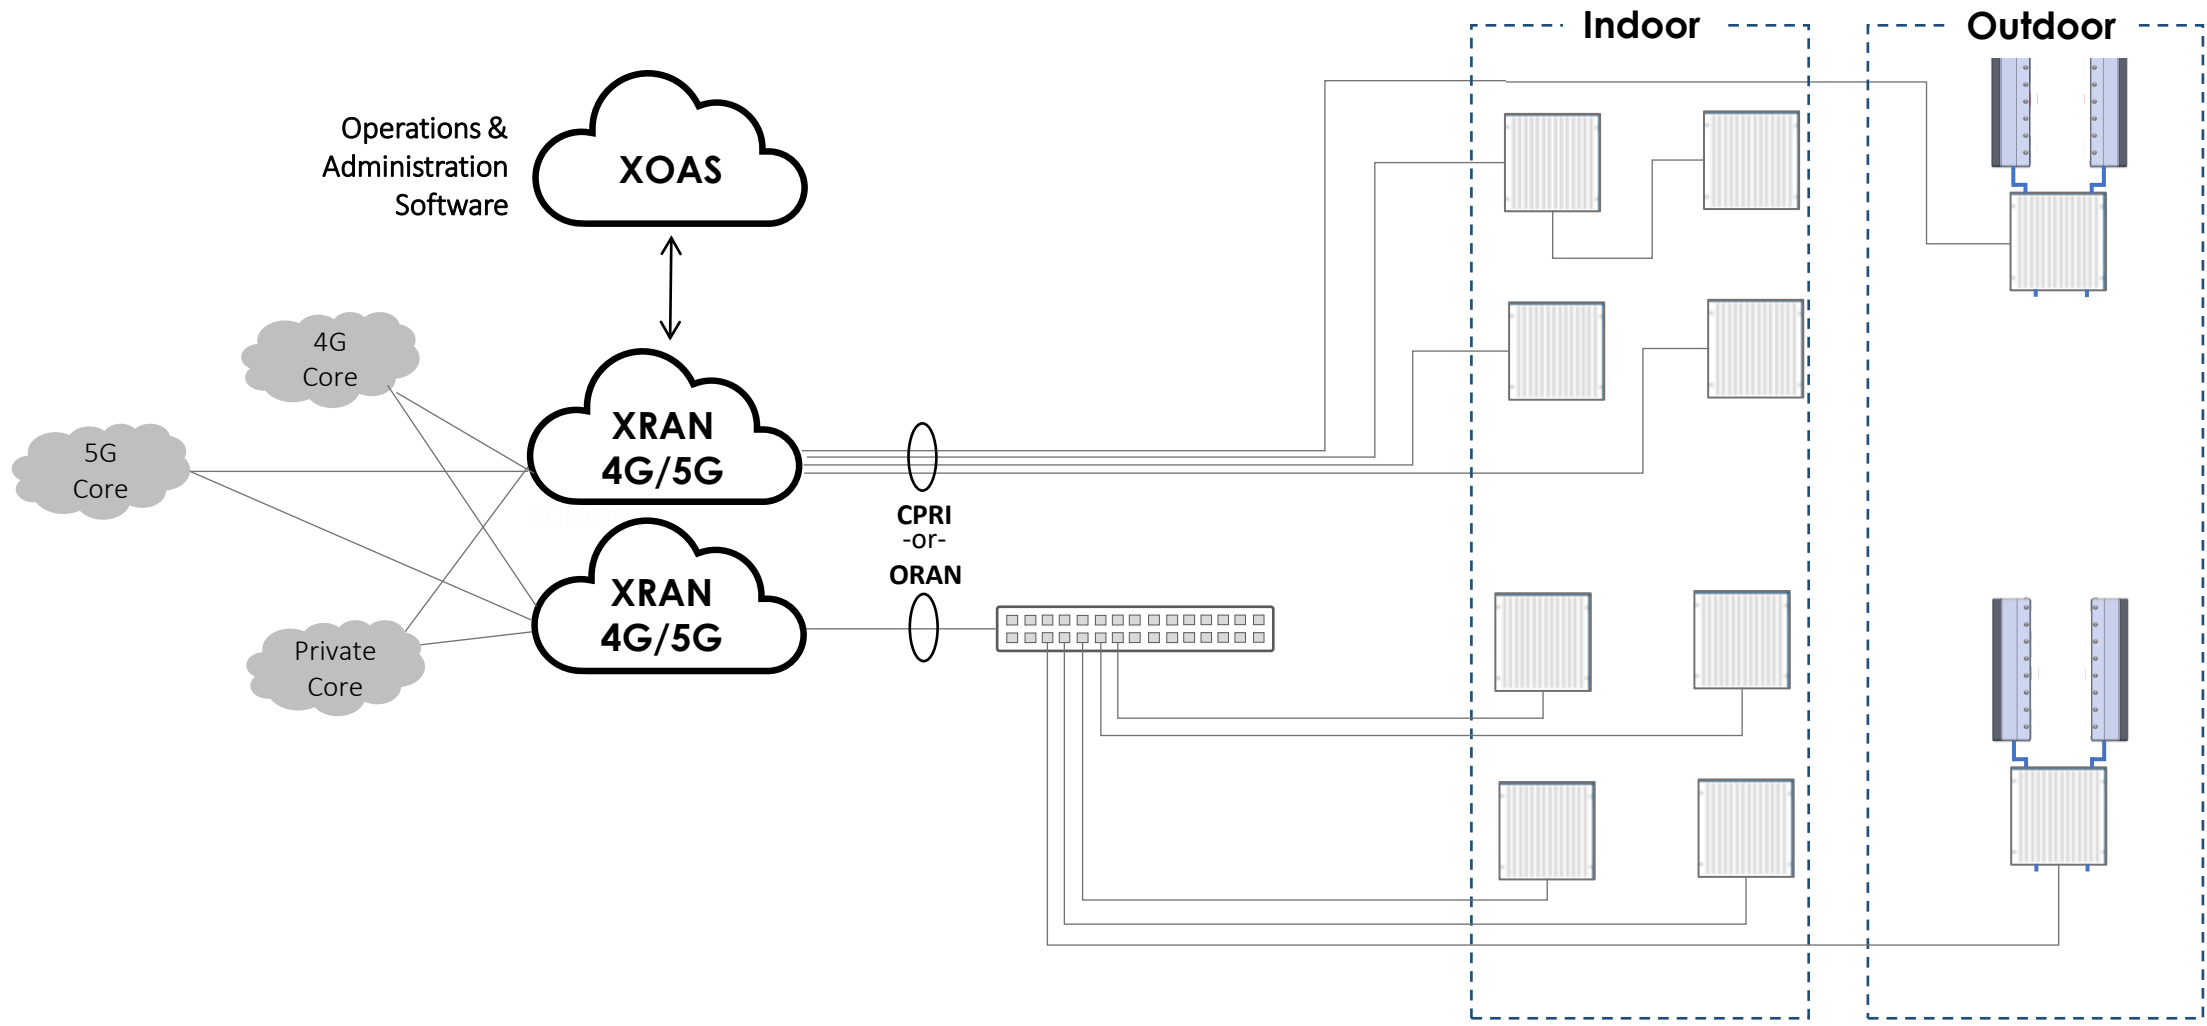 Indoor
Outdoor
Operations &
Administration
Software
XOAS
4G
Core
5G
Core
XRAN
4G/5G
CPRI
-or-
ORAN
XRAN
4G/5G
Private
Core